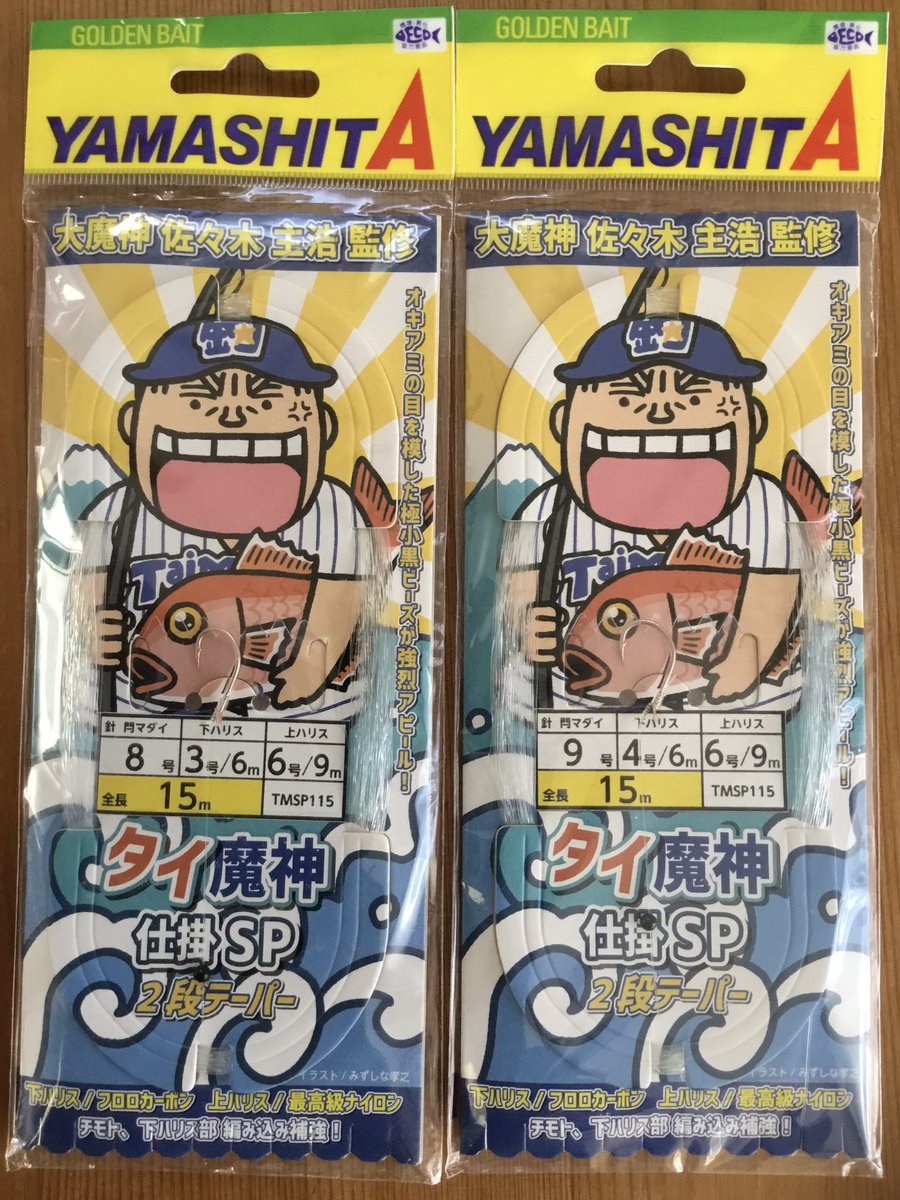 GOLDEN BAIT
ECO
YAMASHITA
大魔神 佐々木 主浩 監修
オキアミの目を模した極小黒ビーズが強烈アピール!
Taim
針 閂マダイ 下ハリス 上ハリス
8号 3号/6m 6号/9m
全長 15m TMSP115
タイ魔神
仕掛SP
2段テーパー
イラスト/みずしな孝之
下ハリス/フロロカーボン 上ハリス/最高級ナイロン
チモト、下ハリス部 編み込み補強!
GOLDEN BAIT
ECO
YAMASHITA
大魔神 佐々木 主浩 監修
オキアミの目を模した極小黒ビーズが強烈アピール!
Taim
針 閂マダイ 下ハリス 上ハリス
9号 4号/6m 6号/9m
全長 15m TMSP115
タイ魔神
仕掛SP
2段テーパー
イラスト/みずしな孝之
下ハリス/フロロカーボン 上ハリス/最高級ナイロン
チモト、下ハリス部 編み込み補強!